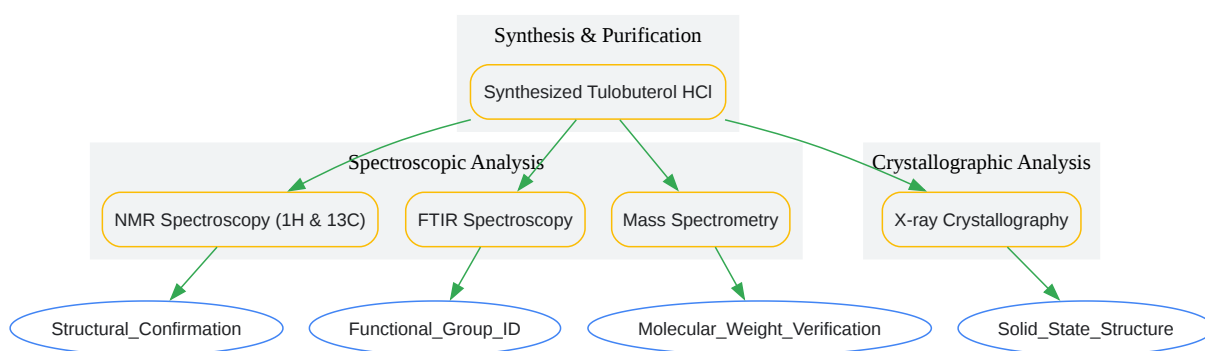 Synthesis & Purification
Synthesized Tulobuterol HCl
Spectroscopic Analysis
Crystallographic Analysis
NMR Spectroscopy (1H & 13C)
FTIR Spectroscopy
Mass Spectrometry
X-ray Crystallography
Structural_Confirmation
Functional_Group_ID
Molecular_Weight_Verification
Solid_State_Structure